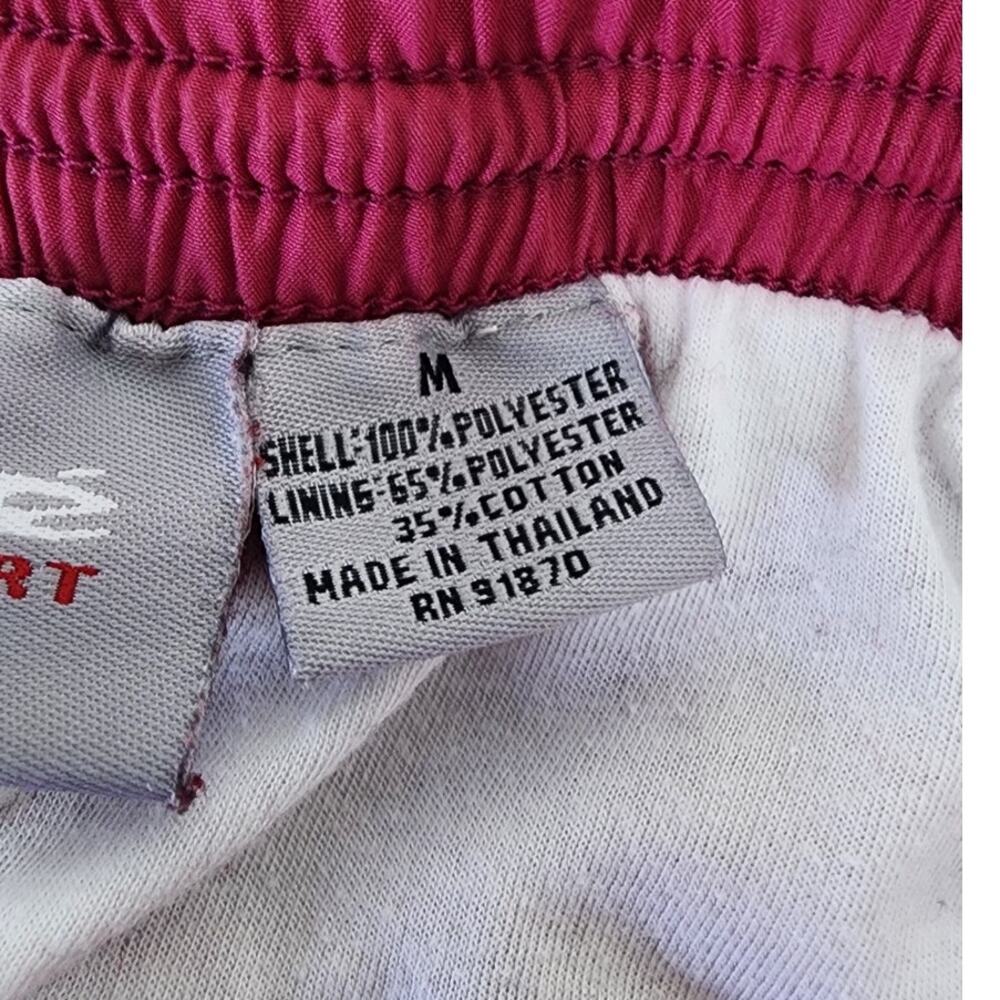 M
SHELL:100%POLYESTER
LINING:65%POLYESTER
35%COTTON
MADE IN THAILAND
RN 91870
RT